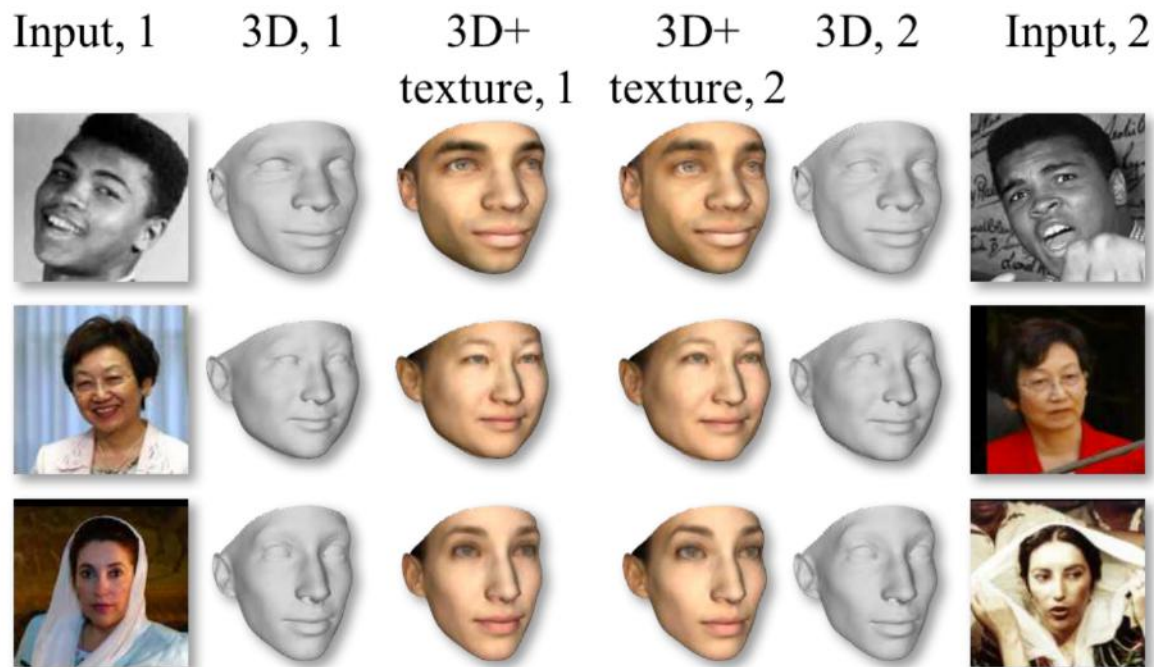 Input, 1
3D, 1
3D+
texture, 1
3D+
texture, 2
3D, 2
Input, 2